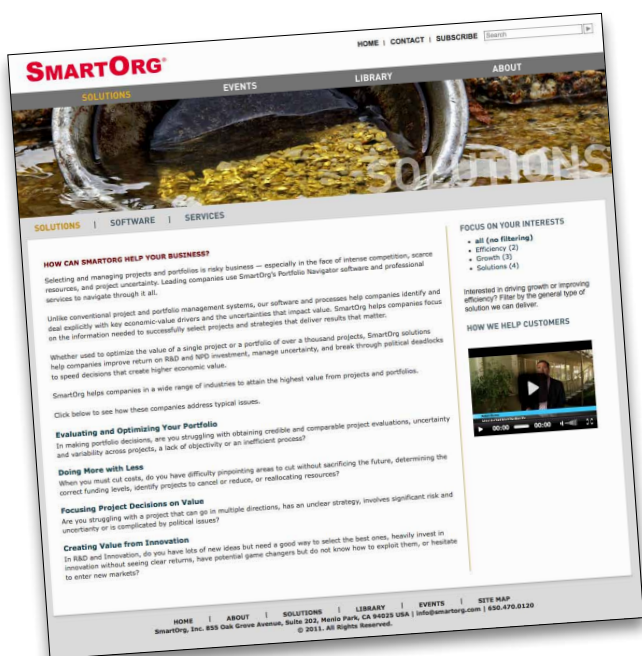 HOME | CONTACT | SUBSCRIBE Search
SMARTORG®
SOLUTIONS EVENTS LIBRARY ABOUT
SOLUTIONS
SOLUTIONS | SOFTWARE | SERVICES
HOW CAN SMARTORG HELP YOUR BUSINESS?
Selecting and managing projects and portfolios is risky business — especially in the face of intense competition, scarce
resources, and project uncertainty. Leading companies use SmartOrg's Portfolio Navigator software and professional
services to navigate through it all.
Unlike conventional project and portfolio management systems, our software and processes help companies identify and
deal explicitly with key economic-value drivers and the uncertainties that impact value. SmartOrg helps companies focus
on the information needed to successfully select projects and strategies that deliver results that matter.
Whether used to optimize the value of a single project or a portfolio of over a thousand projects, SmartOrg solutions
help companies improve return on R&D and NPD investment, manage uncertainty, and break through political deadlocks
to speed decisions that create higher economic value.
SmartOrg helps companies in a wide range of industries to attain the highest value from projects and portfolios.
Click below to see how these companies address typical issues.
Evaluating and Optimizing Your Portfolio
In making portfolio decisions, are you struggling with obtaining credible and comparable project evaluations, uncertainty
and variability across projects, a lack of objectivity or an inefficient process?
Doing More with Less
When you must cut costs, do you have difficulty pinpointing areas to cut without sacrificing the future, determining the
correct funding levels, identify projects to cancel or reduce, or reallocating resources?
Focusing Project Decisions on Value
Are you struggling with a project that can go in multiple directions, has an unclear strategy, involves significant risk and
uncertianty or is complicated by political issues?
Creating Value from Innovation
In R&D and Innovation, do you have lots of new ideas but need a good way to select the best ones, heavily invest in
innovation without seeing clear returns, have potential game changers but do not know how to exploit them, or hesitate
to enter new markets?
FOCUS ON YOUR INTERESTS
• all (no filtering)
• Efficiency (2)
• Growth (3)
• Solutions (4)
Interested in driving growth or improving
efficiency? Filter by the general type of
solution we can deliver.
HOW WE HELP CUSTOMERS
00:00 00:00
HOME | ABOUT | SOLUTIONS | LIBRARY | EVENTS | SITE MAP
SmartOrg, Inc. 855 Oak Grove Avenue, Suite 202, Menlo Park, CA 94025 USA | info@smartorg.com | 650.470.0120
© 2011. All Rights Reserved.